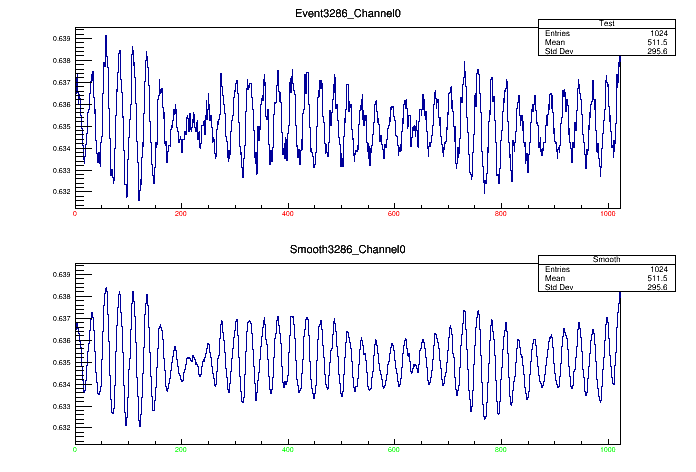 Event3286_Channel0
Test
Entries 1024
Mean 511.5
Std Dev 295.6
0.639
0.638
0.637
0.636
0.635
0.634
0.633
0.632
0 200 400 600 800 1000
Smooth3286_Channel0
Smooth
Entries 1024
Mean 511.5
Std Dev 295.6
0.639
0.638
0.637
0.636
0.635
0.634
0.633
0.632
0 200 400 600 800 1000